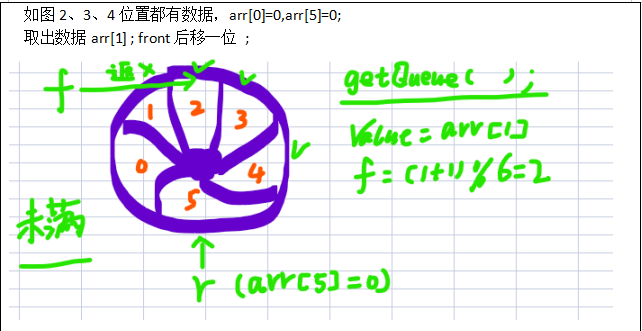 如图 2、3、4 位置都有数据，arr[0]=0,arr[5]=0;
取出数据 arr[1] ; front 后移一位 ；
f 返 ×
getQueue( );
1 2 3
0 4
5
value = arr[1]
f = (1+1)%6=2
未满
r (arr[5]=0)